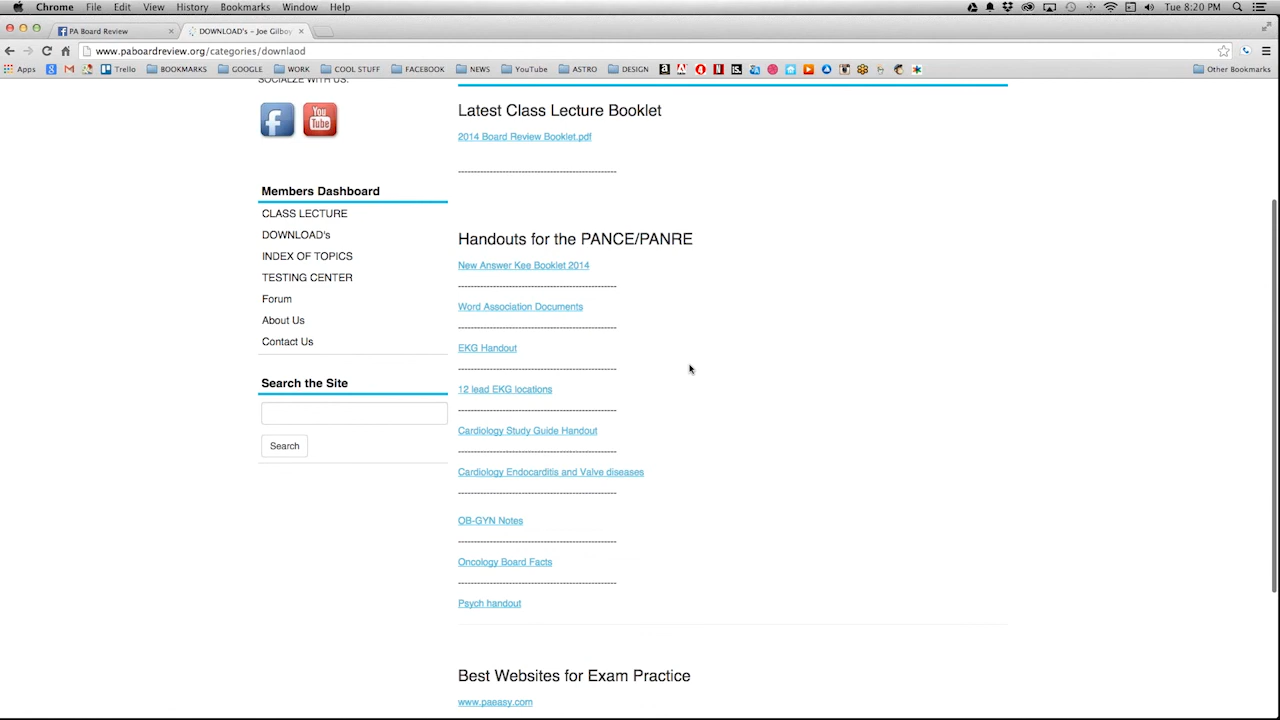 Chrome File Edit View History Bookmarks Window Help Tue 8:20 PM
PA Board Review
DOWNLOAD's – Joe Gilboy
www.paboardreview.org/categories/downlaod
Apps Trello BOOKMARKS GOOGLE WORK COOL STUFF FACEBOOK NEWS YouTube ASTRO DESIGN Other Bookmarks
SOCIALZE WITH US:
You Tube
Members Dashboard
CLASS LECTURE
DOWNLOAD's
INDEX OF TOPICS
TESTING CENTER
Forum
About Us
Contact Us
Search the Site
Search
Latest Class Lecture Booklet
2014 Board Review Booklet.pdf
----------------------------------------------------
Handouts for the PANCE/PANRE
New Answer Kee Booklet 2014
----------------------------------------------------
Word Association Documents
----------------------------------------------------
EKG Handout
----------------------------------------------------
12 lead EKG locations
----------------------------------------------------
Cardiology Study Guide Handout
----------------------------------------------------
Cardiology Endocarditis and Valve diseases
----------------------------------------------------
OB-GYN Notes
----------------------------------------------------
Oncology Board Facts
----------------------------------------------------
Psych handout
Best Websites for Exam Practice
www.paeasy.com